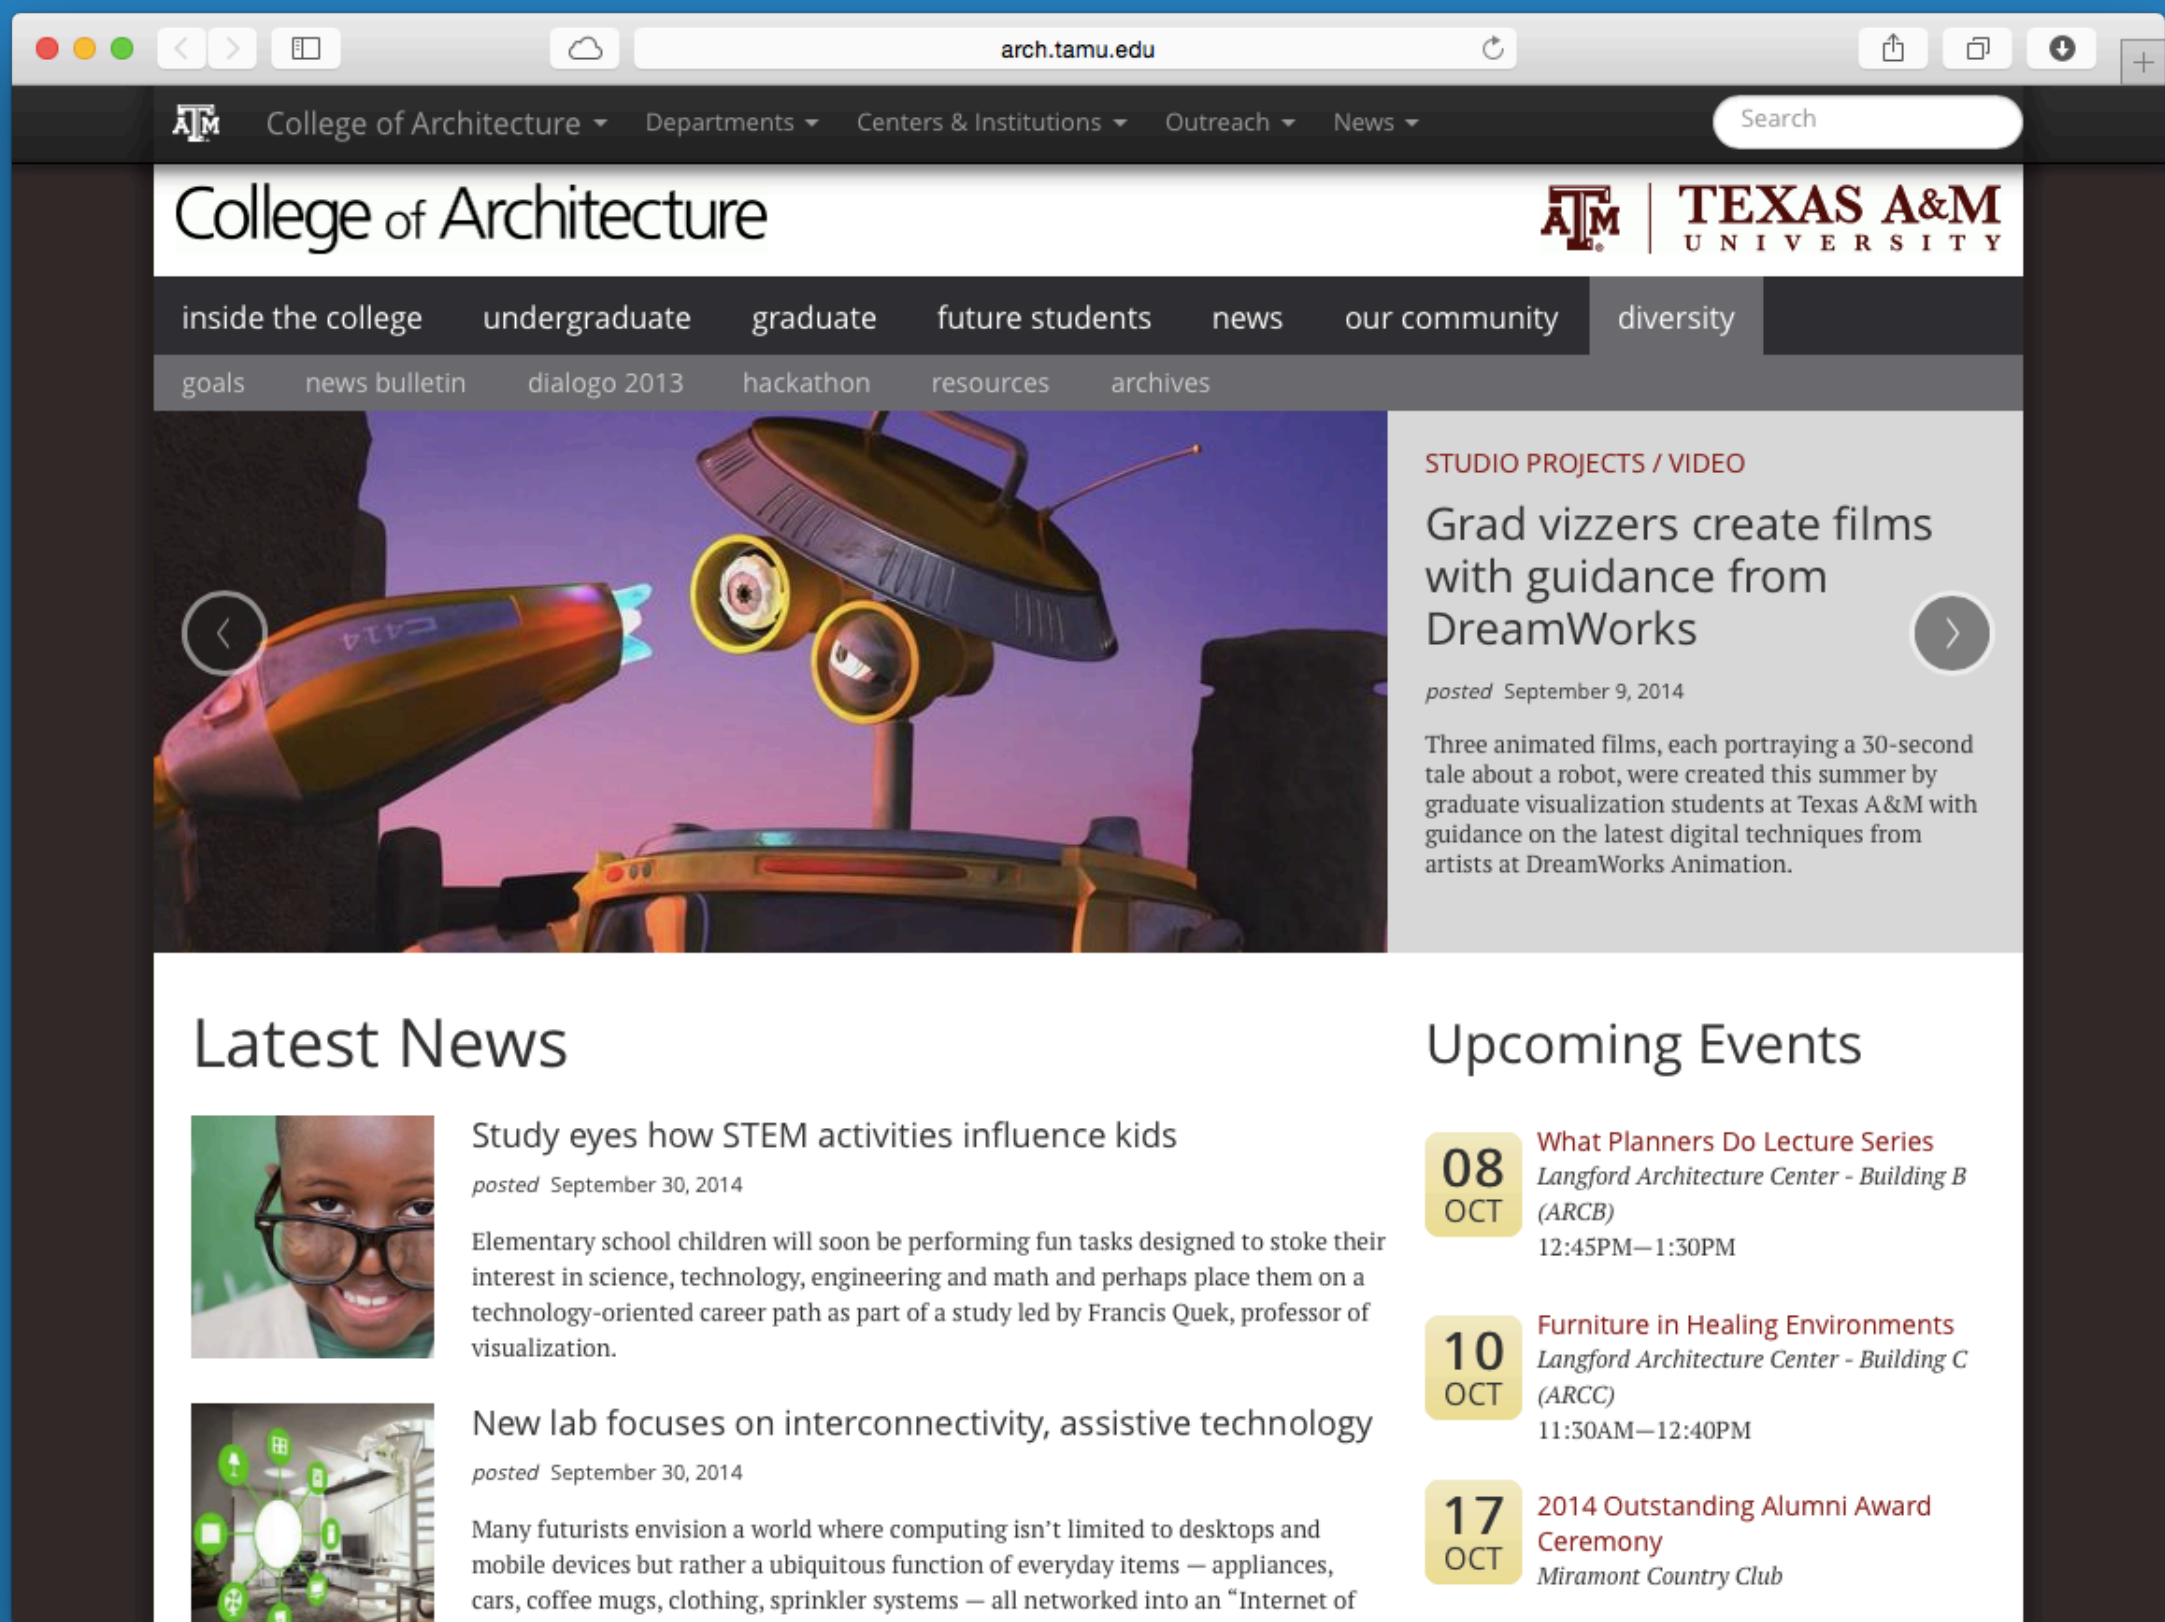 arch.tamu.edu
ATM College of Architecture Departments Centers & Institutions Outreach News Search
College of Architecture
ATM TEXAS A&M
UNIVERSITY
inside the college undergraduate graduate future students news our community diversity
goals news bulletin dialogo 2013 hackathon resources archives
STUDIO PROJECTS / VIDEO
Grad vizzers create films
with guidance from
DreamWorks
posted September 9, 2014
Three animated films, each portraying a 30-second
tale about a robot, were created this summer by
graduate visualization students at Texas A&M with
guidance on the latest digital techniques from
artists at DreamWorks Animation.
Latest News
Study eyes how STEM activities influence kids
posted September 30, 2014
Elementary school children will soon be performing fun tasks designed to stoke their
interest in science, technology, engineering and math and perhaps place them on a
technology-oriented career path as part of a study led by Francis Quek, professor of
visualization.
New lab focuses on interconnectivity, assistive technology
posted September 30, 2014
Many futurists envision a world where computing isn't limited to desktops and
mobile devices but rather a ubiquitous function of everyday items — appliances,
cars, coffee mugs, clothing, sprinkler systems — all networked into an “Internet of
Upcoming Events
08
OCT
What Planners Do Lecture Series
Langford Architecture Center - Building B
(ARCB)
12:45PM—1:30PM
10
OCT
Furniture in Healing Environments
Langford Architecture Center - Building C
(ARCC)
11:30AM—12:40PM
17
OCT
2014 Outstanding Alumni Award
Ceremony
Miramont Country Club